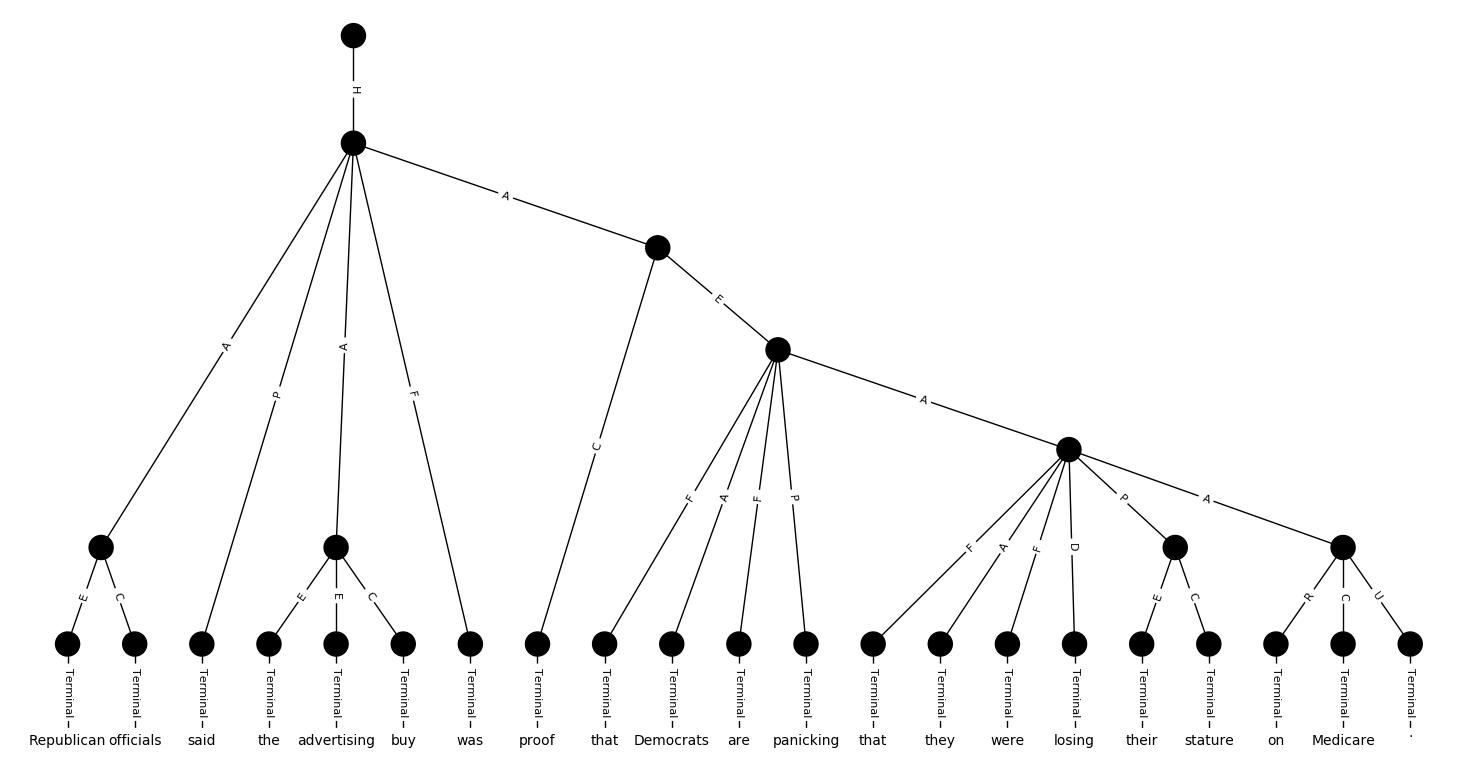 H
A
A
P
A
F
E
C
A
F
A
F
P
A
F
A
F
D
P
E
C
E
E
C
E
C
R
C
U
Terminal Terminal Terminal Terminal Terminal Terminal Terminal Terminal Terminal Terminal Terminal Terminal Terminal Terminal Terminal Terminal Terminal Terminal Terminal Terminal Terminal
Republican officials said the advertising buy was proof that Democrats are panicking that they were losing their stature on Medicare .